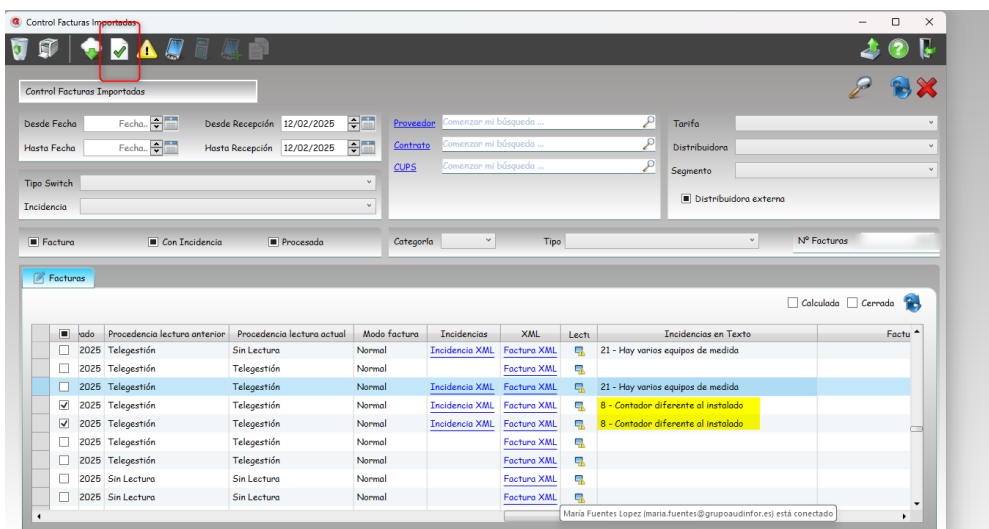 Control Facturas Importadas
Control Facturas Importadas
Desde Fecha Fecha.. Desde Recepción 12/02/2025 Proveedor Comenzar mi búsqueda ... Tarifa
Hasta Fecha Fecha.. Hasta Recepción 12/02/2025 Contrato Comenzar mi búsqueda ... Distribuidora
CUPS Comenzar mi búsqueda ... Segmento
Tipo Switch
Incidencia Distribuidora externa
Factura Con Incidencia Procesada Categoría Tipo Nº Facturas
Facturas
Calculada Cerrada
ado Procedencia lectura anterior Procedencia lectura actual Modo factura Incidencias XML Lectu Incidencias en Texto Factu
2025 Telegestión Sin Lectura Normal Incidencia XML Factura XML 21 - Hay varios equipos de medida
2025 Telegestión Telegestión Normal Factura XML
2025 Telegestión Telegestión Normal Incidencia XML Factura XML 21 - Hay varios equipos de medida
2025 Telegestión Telegestión Normal Incidencia XML Factura XML 8 - Contador diferente al instalado
2025 Telegestión Telegestión Normal Incidencia XML Factura XML 8 - Contador diferente al instalado
2025 Telegestión Telegestión Normal Factura XML
2025 Telegestión Telegestión Normal Factura XML
2025 Sin Lectura Sin Lectura Normal Factura XML
2025 Sin Lectura Sin Lectura Normal Factura XML
María Fuentes Lopez (maria.fuentes@grupoaudinfor.es) está conectado